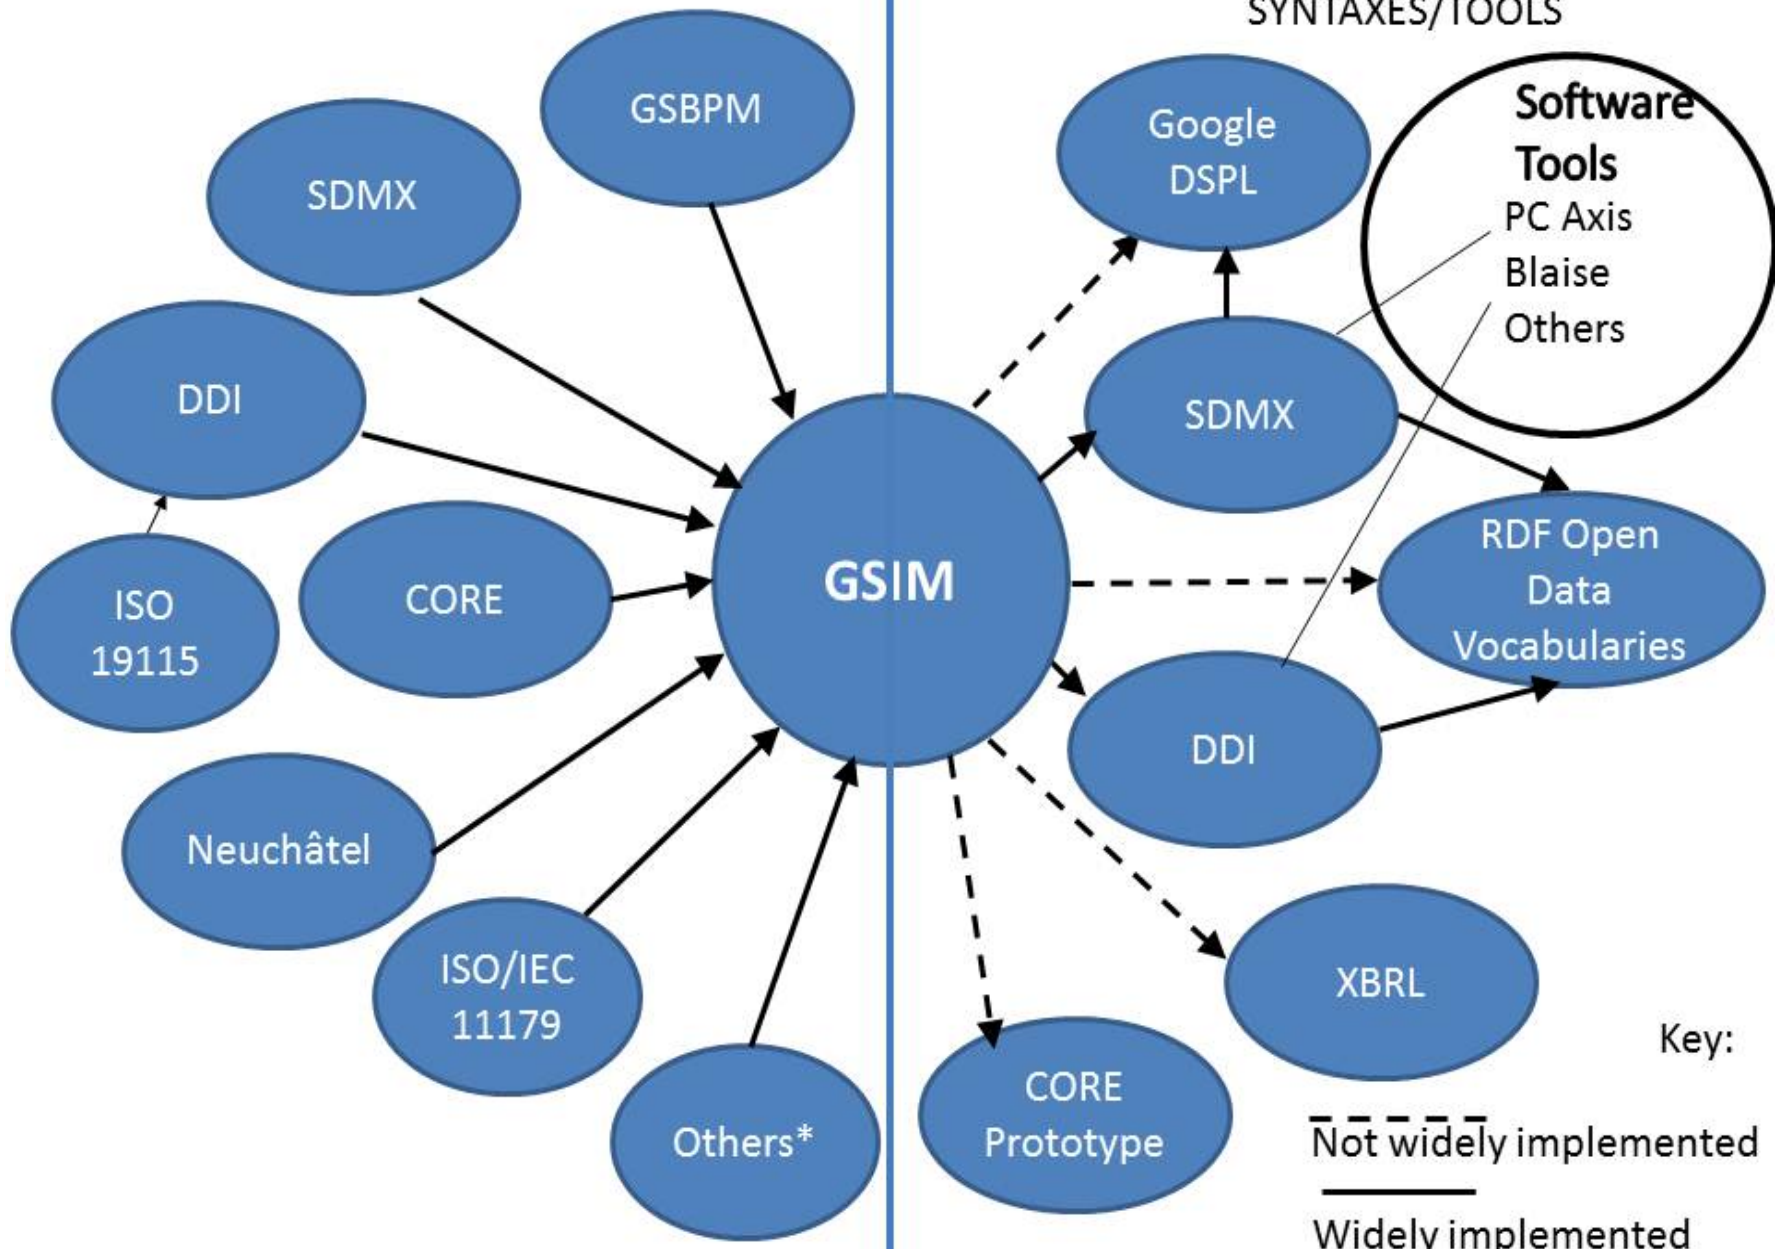 SYNTAXES/TOOLS
GSBPM
SDMX
DDI
ISO
19115
CORE
Neuchâtel
ISO/IEC
11179
Others*
GSIM
Google
DSPL
Software
Tools
PC Axis
Blaise
Others
SDMX
RDF Open
Data
Vocabularies
DDI
XBRL
CORE
Prototype
Key:
Not widely implemented
Widely implemented